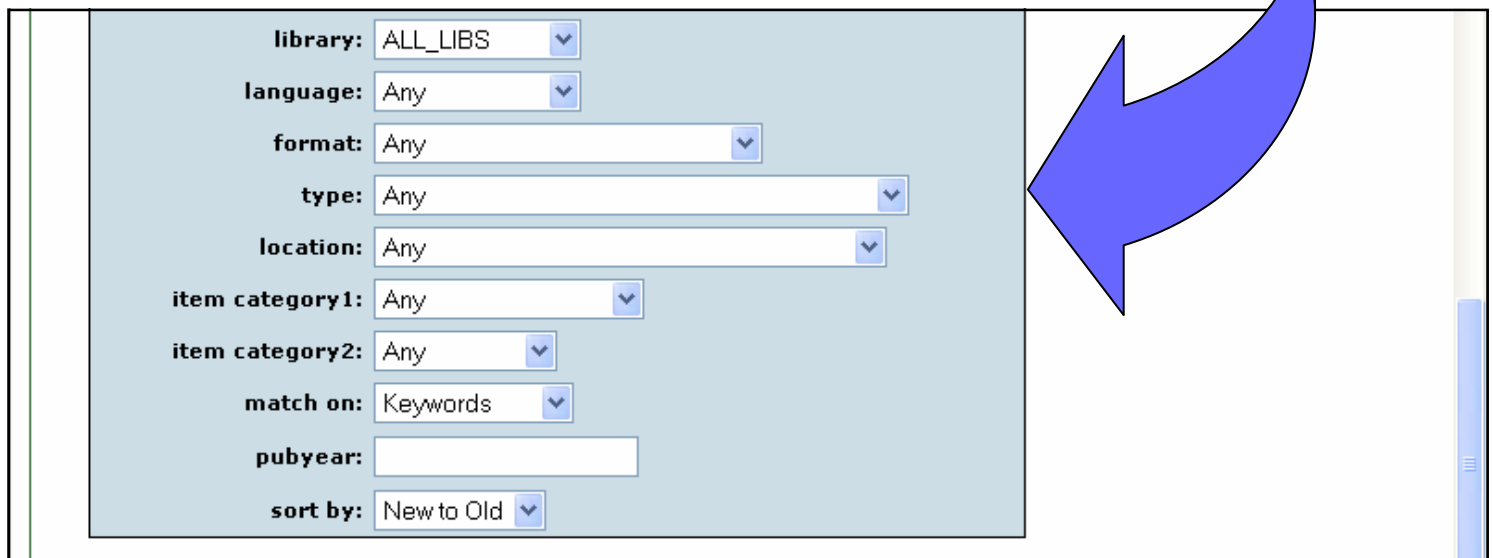 library: ALL_LIBS
language: Any
format: Any
type: Any
location: Any
item category1: Any
item category2: Any
match on: Keywords
pubyear:
sort by: New to Old